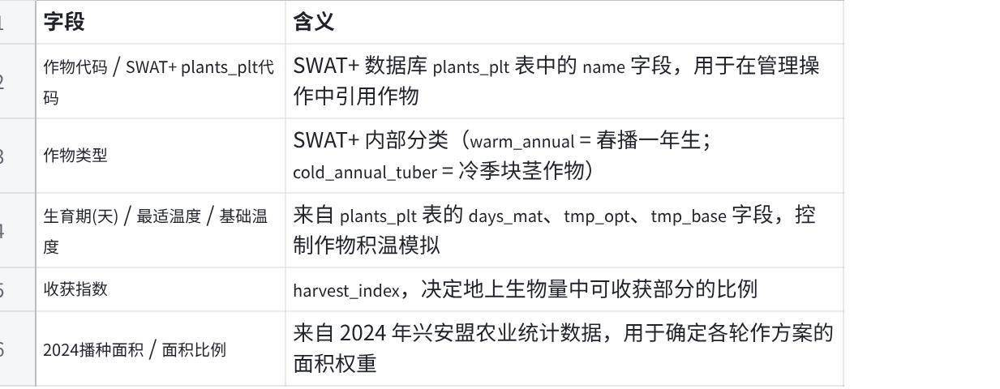 字段
含义
作物代码 / SWAT+ plants_plt代
码
SWAT+ 数据库 plants_plt 表中的 name 字段，用于在管理操
作中引用作物
作物类型
SWAT+ 内部分类（warm_annual = 春播一年生；
cold_annual_tuber = 冷季块茎作物）
生育期(天) / 最适温度 / 基础温
度
来自 plants_plt 表的 days_mat、tmp_opt、tmp_base 字段，控
制作物积温模拟
5
收获指数
harvest_index，决定地上生物量中可收获部分的比例
6
2024播种面积 / 面积比例
来自 2024 年兴安盟农业统计数据，用于确定各轮作方案的
面积权重